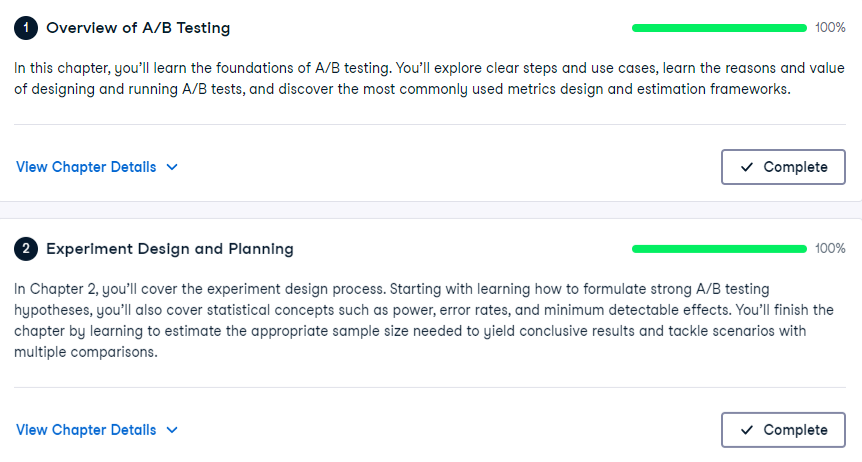 1 Overview of A/B Testing 100%
In this chapter, you'll learn the foundations of A/B testing. You'll explore clear steps and use cases, learn the reasons and value
of designing and running A/B tests, and discover the most commonly used metrics design and estimation frameworks.
View Chapter Details Complete
2 Experiment Design and Planning 100%
In Chapter 2, you'll cover the experiment design process. Starting with learning how to formulate strong A/B testing
hypotheses, you'll also cover statistical concepts such as power, error rates, and minimum detectable effects. You'll finish the
chapter by learning to estimate the appropriate sample size needed to yield conclusive results and tackle scenarios with
multiple comparisons.
View Chapter Details Complete